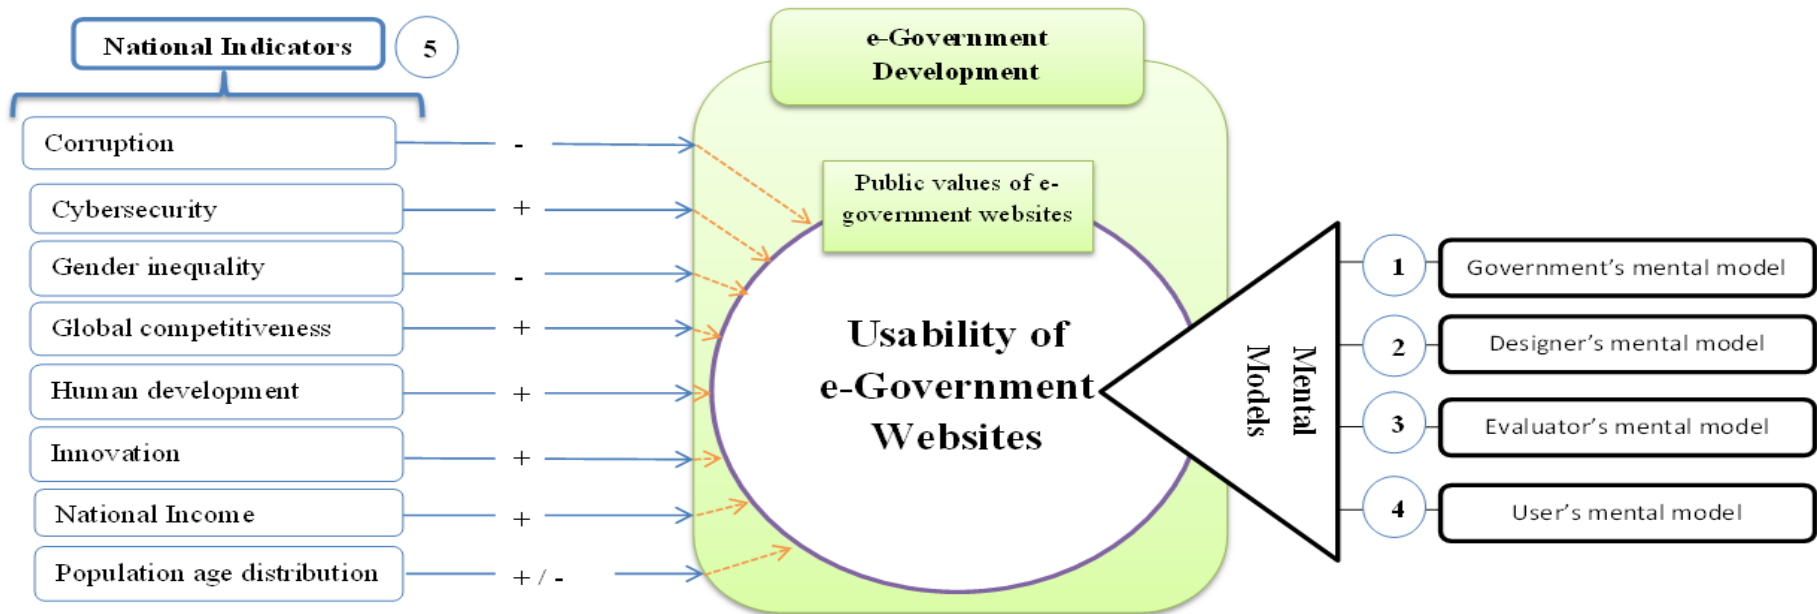 National Indicators
5
Corruption
-
Cybersecurity
+
Gender inequality
-
Global competitiveness
+
Human development
+
Innovation
+
National Income
+
Population age distribution
+ / -
e-Government
Development
Public values of e-
government websites
Usability of
e-Government
Websites
Mental
Models
1
Government's mental model
2
Designer's mental model
3
Evaluator's mental model
4
User's mental model